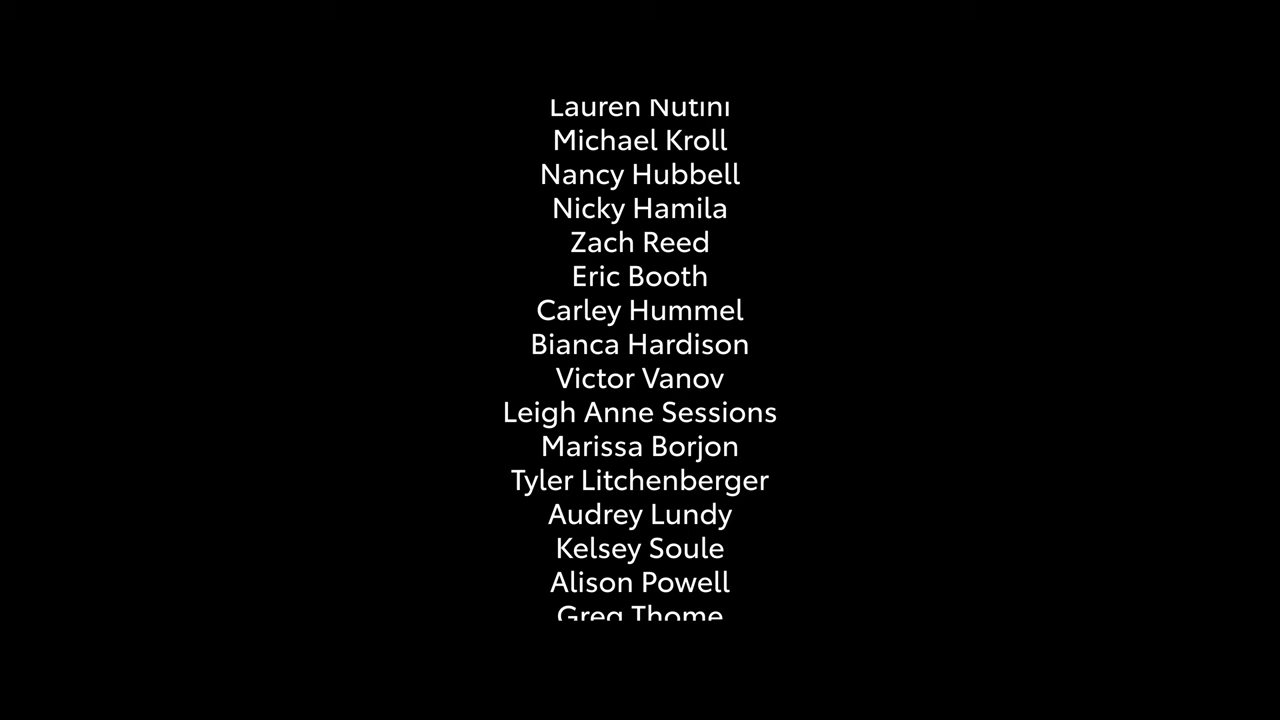 Lauren Nutini
Michael Kroll
Nancy Hubbell
Nicky Hamila
Zach Reed
Eric Booth
Carley Hummel
Bianca Hardison
Victor Vanov
Leigh Anne Sessions
Marissa Borjon
Tyler Litchenberger
Audrey Lundy
Kelsey Soule
Alison Powell
Greg Thome